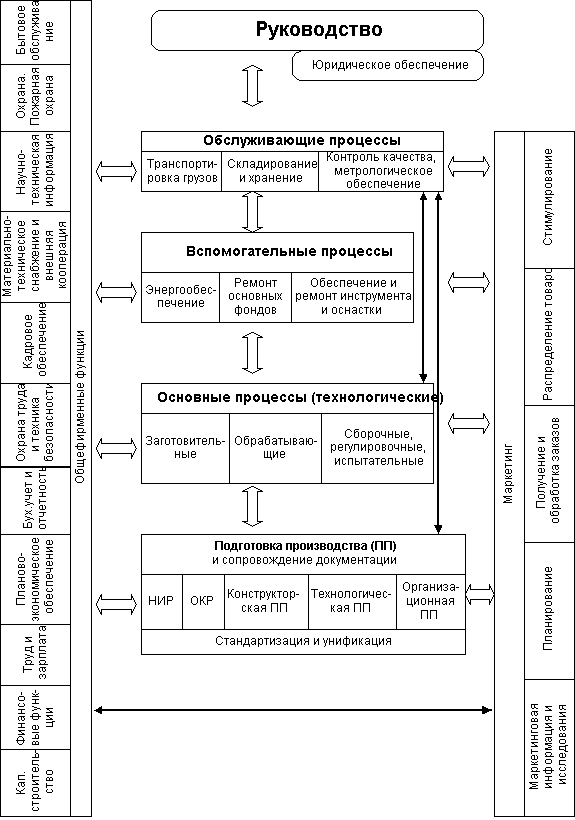 Руководство
Юридическое обеспечение
Бытовое
обслужива
ние
Охрана.
Пожарная
охрана
Научно-
техническая
информация
Материально-
техническое
снабжение и
внешняя
кооперация
Кадровое
обеспечение
Охрана труда
и техника
безопасности
Бух.учет и
отчетность
Планово-
экономическое
обеспечение
Труд и
зарплата
Финансо-
вые функ-
ции
Кап.
строитель-
ство
Общефирменные функции
Обслуживающие процессы
Транспорти-
ровка грузов
Складирование
и хранение
Контроль качества,
метрологическое
обеспечение
Вспомогательные процессы
Энергообес-
печение
Ремонт
основных
фондов
Обеспечение и
ремонт инструмента
и оснастки
Основные процессы (технологические)
Заготовитель-
ные
Обрабатываю-
щие
Сборочные,
регулировочные,
испытательные
Подготовка производства (ПП)
и сопровождение документации
НИР
ОКР
Конструктор-
ская ПП
Технологичес-
кая ПП
Организа-
ционная
ПП
Стандартизация и унификация
Маркетинг
Стимулирование
Распределение товаро
Получение и
обработка заказов
Планирование
Маркетинговая
информация и
исследования